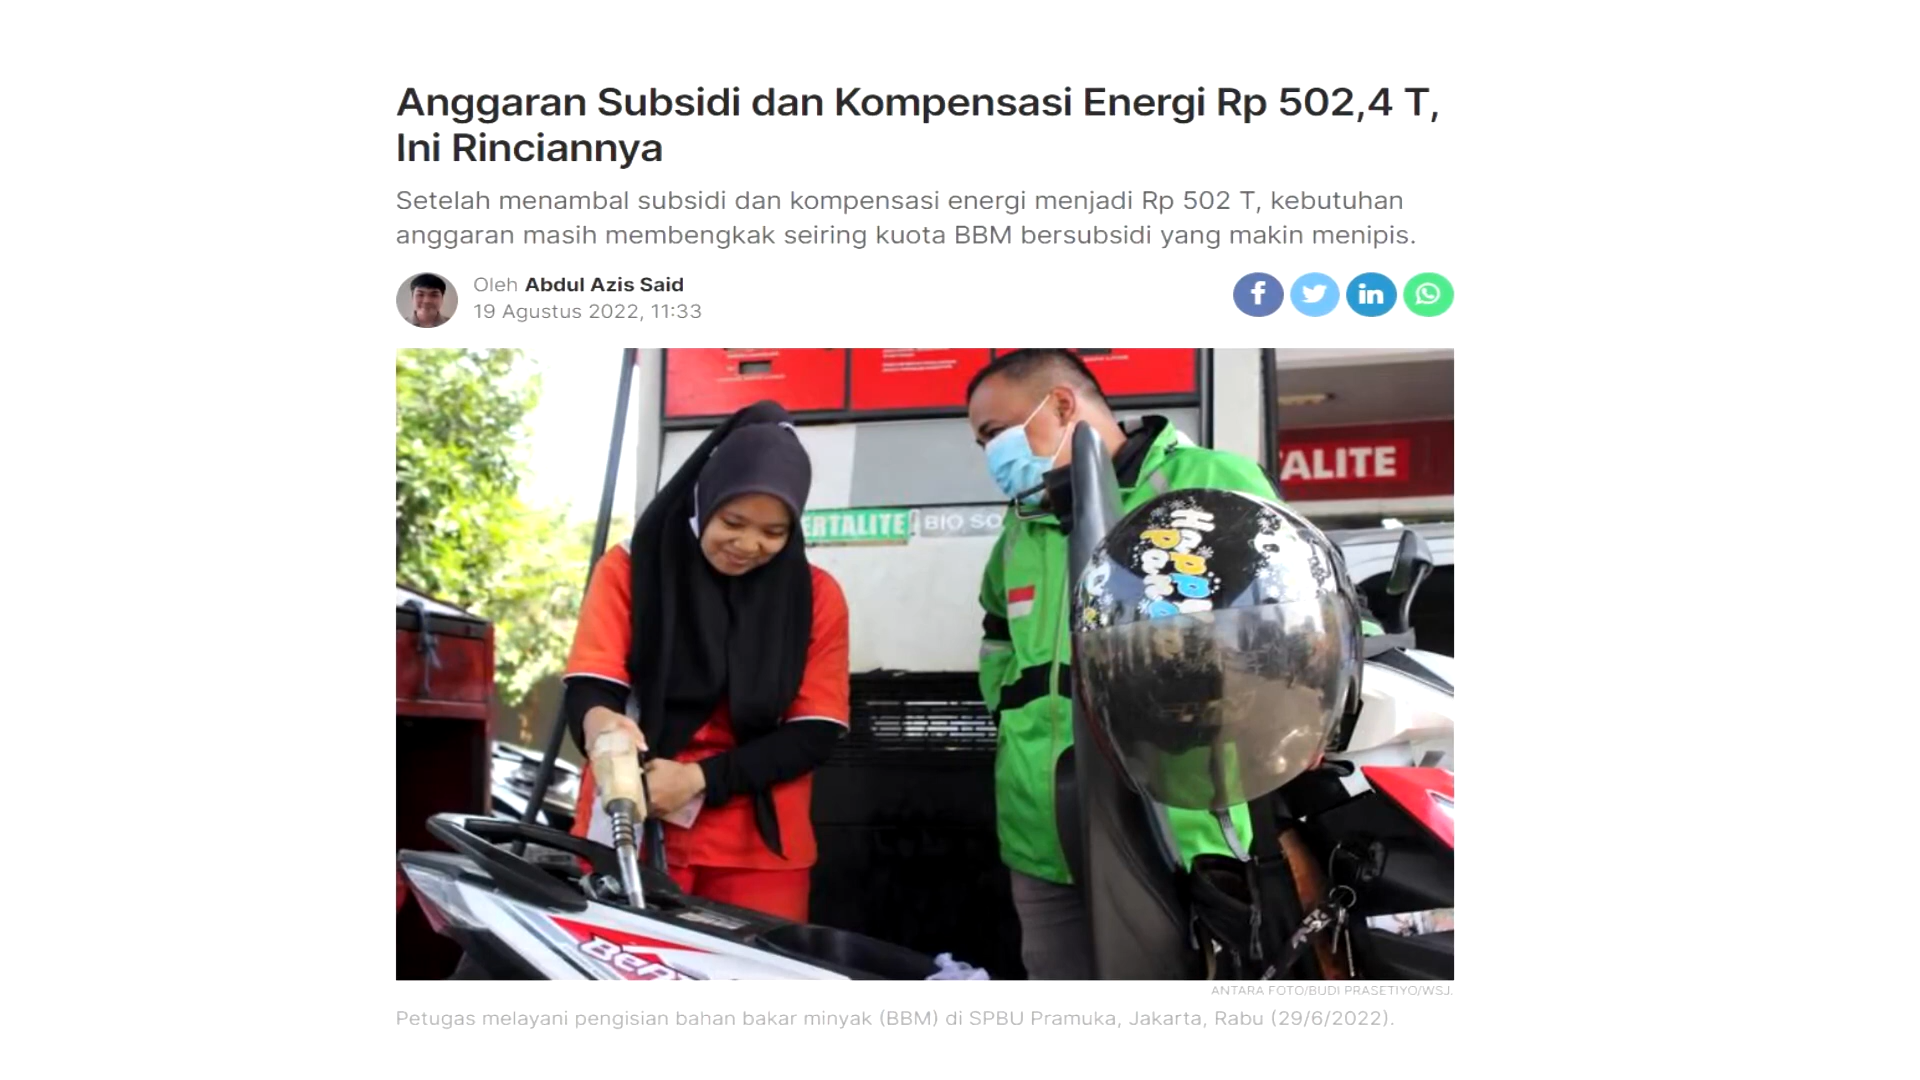 Anggaran Subsidi dan Kompensasi Energi Rp 502,4 T,
Ini Rinciannya
Setelah menambal subsidi dan kompensasi energi menjadi Rp 502 T, kebutuhan
anggaran masih membengkak seiring kuota BBM bersubsidi yang makin menipis.
Oleh Abdul Azis Said
19 Agustus 2022, 11:33
f
in
ALITE
ERTALITE
BIO SO
Happy
BeA
ANTARA FOTO/BUDI PRASETIYO/WSJ.
Petugas melayani pengisian bahan bakar minyak (BBM) di SPBU Pramuka, Jakarta, Rabu (29/6/2022).